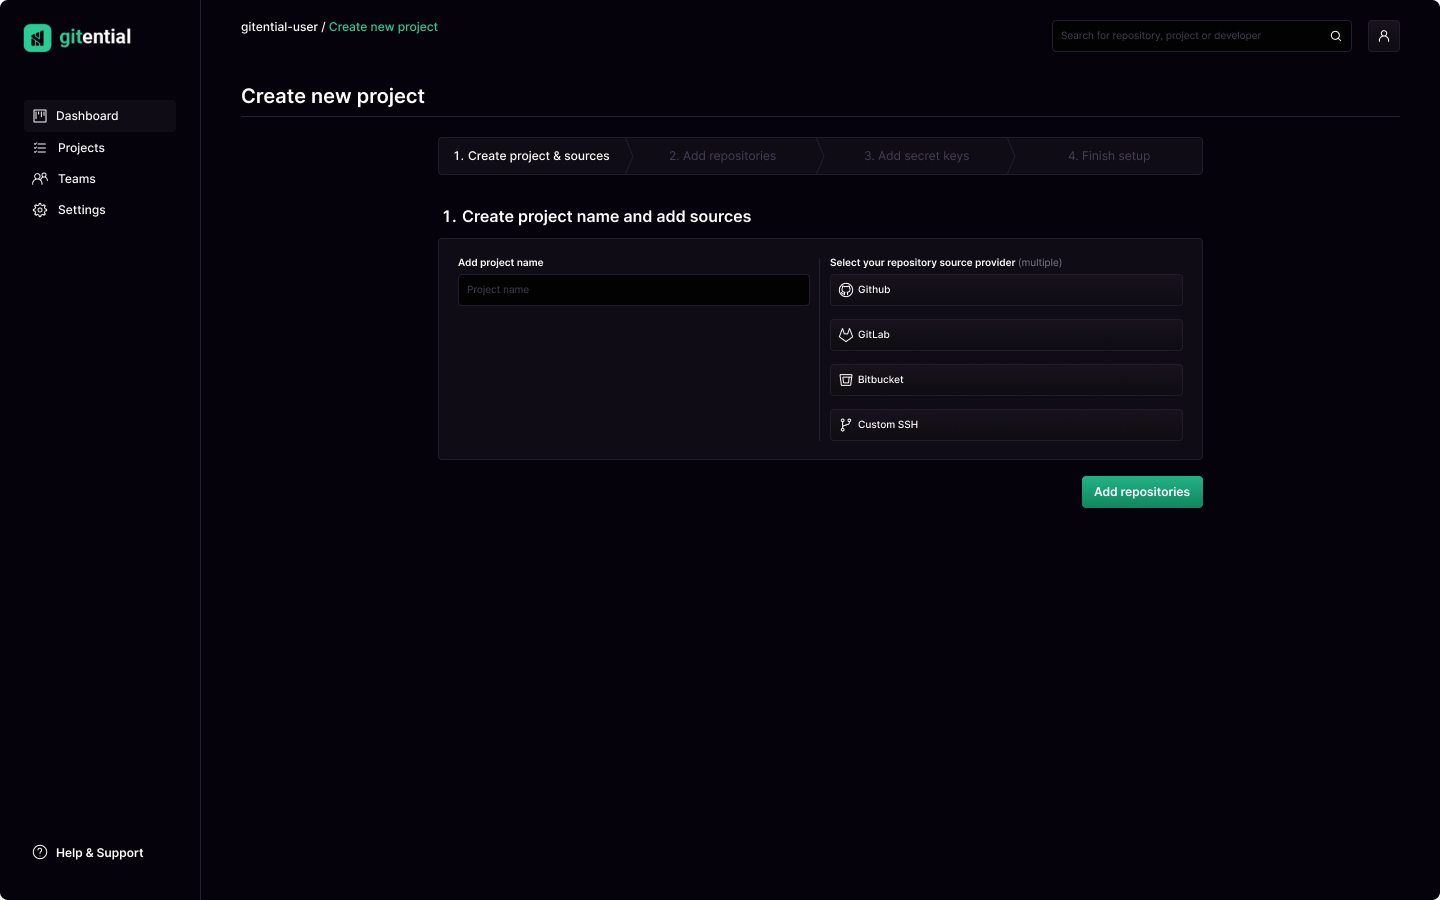 gitential
Dashboard
Projects
Teams
Settings
Help & Support
gitential-user / Create new project
Search for repository, project or developer
Create new project
1. Create project & sources
2. Add repositories
3. Add secret keys
4. Finish setup
1. Create project name and add sources
Add project name
Project name
Select your repository source provider (multiple)
Github
GitLab
Bitbucket
Custom SSH
Add repositories